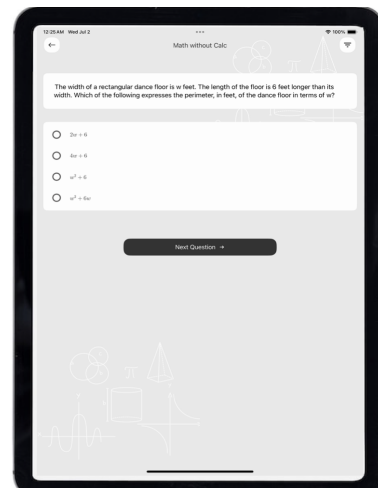 12:25 AM Wed Jul 2
100%
Math without Calc
The width of a rectangular dance floor is w feet. The length of the floor is 6 feet longer than its
width. Which of the following expresses the perimeter, in feet, of the dance floor in terms of w?
2w + 6
4w + 6
w² + 6
w² + 6w
Next Question →
π
π